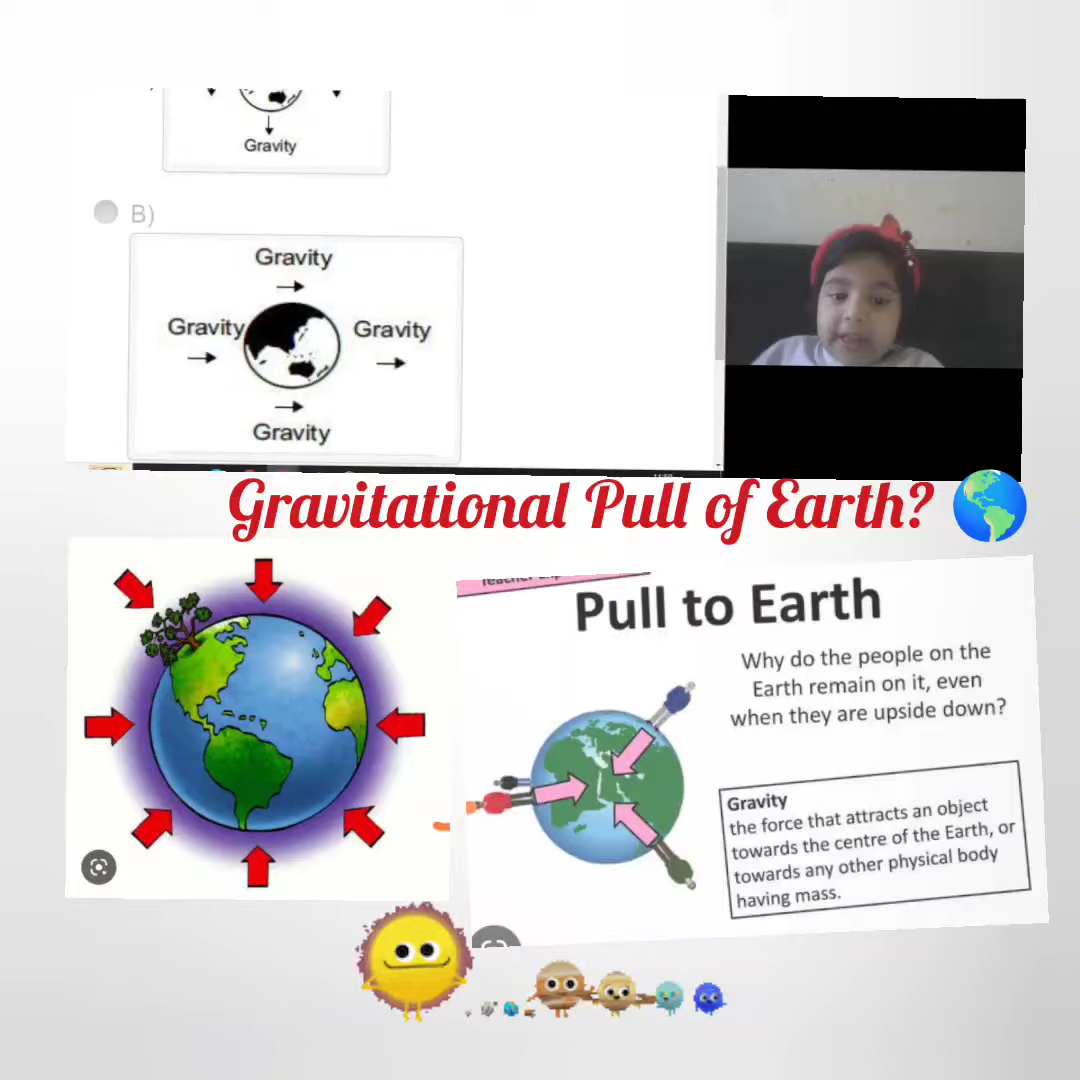 Gravity
B)
Gravity
Gravity
Gravity
Gravity
Gravitational Pull of Earth? 🌎
Teacher
Pull to Earth
Why do the people on the
Earth remain on it, even
when they are upside down?
Gravity
the force that attracts an object
towards the centre of the Earth, or
towards any other physical body
having mass.